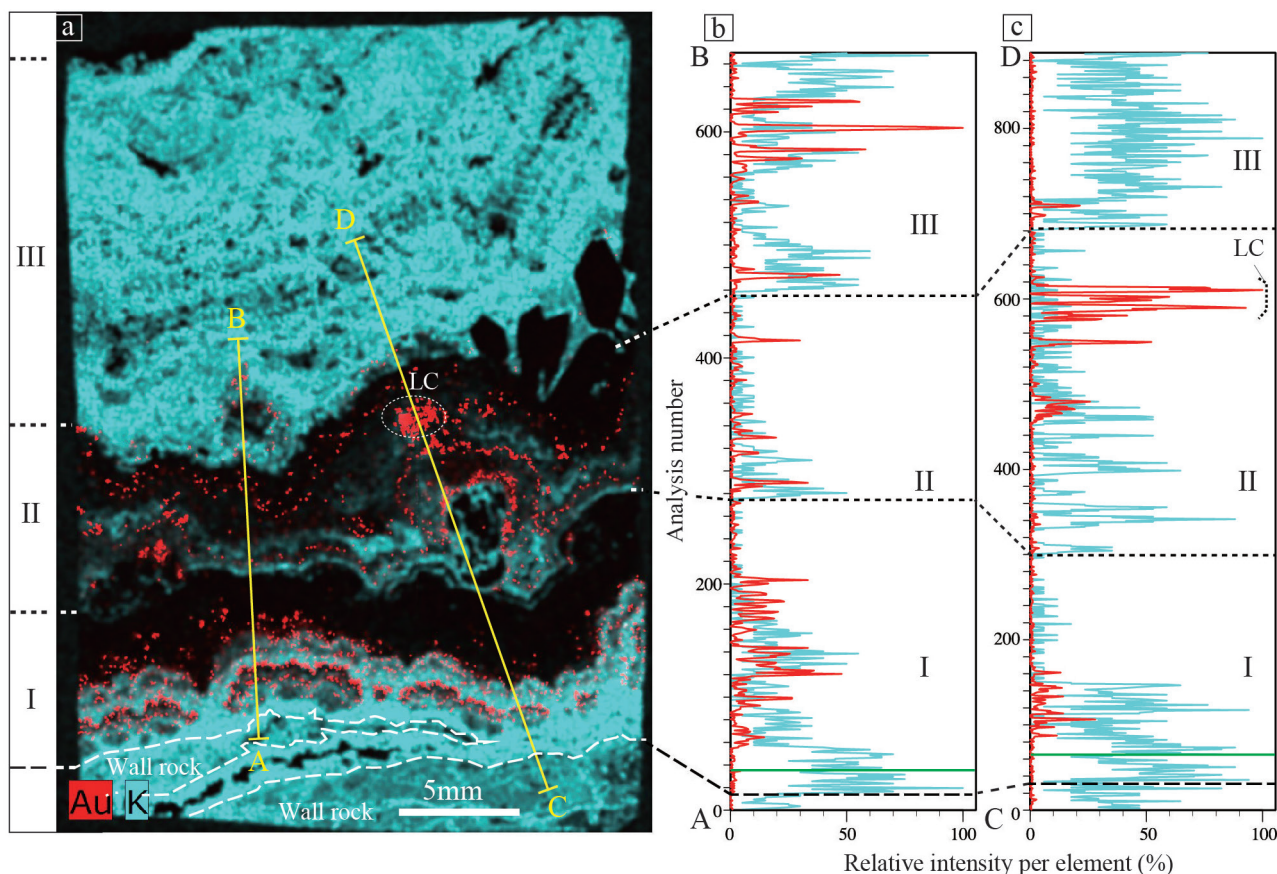 a
III
II
I
B
D
LC
A
C
Wall rock
Wall rock
Au K
5mm
b
B
600
400
200
0
A
III
II
I
0 50 100
Analysis number
c
D
800
600
400
200
0
C
III
LC
II
I
0 50 100
Relative intensity per element (%)